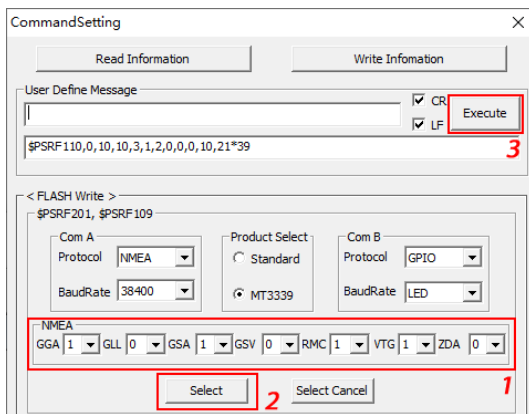 CommandSetting
Read Information Write Infomation
User Define Message
CR
LF
Execute
3
$PSRF110,0,10,10,3,1,2,0,0,0,10,21*39
< FLASH Write >
$PSRF201, $PSRF109
Com A Product Select Com B
Protocol NMEA Standard Protocol GPIO
BaudRate 38400 MT3339 BaudRate LED
NMEA
GGA 1 GLL 0 GSA 1 GSV 0 RMC 1 VTG 1 ZDA 0
1
Select 2 Select Cancel